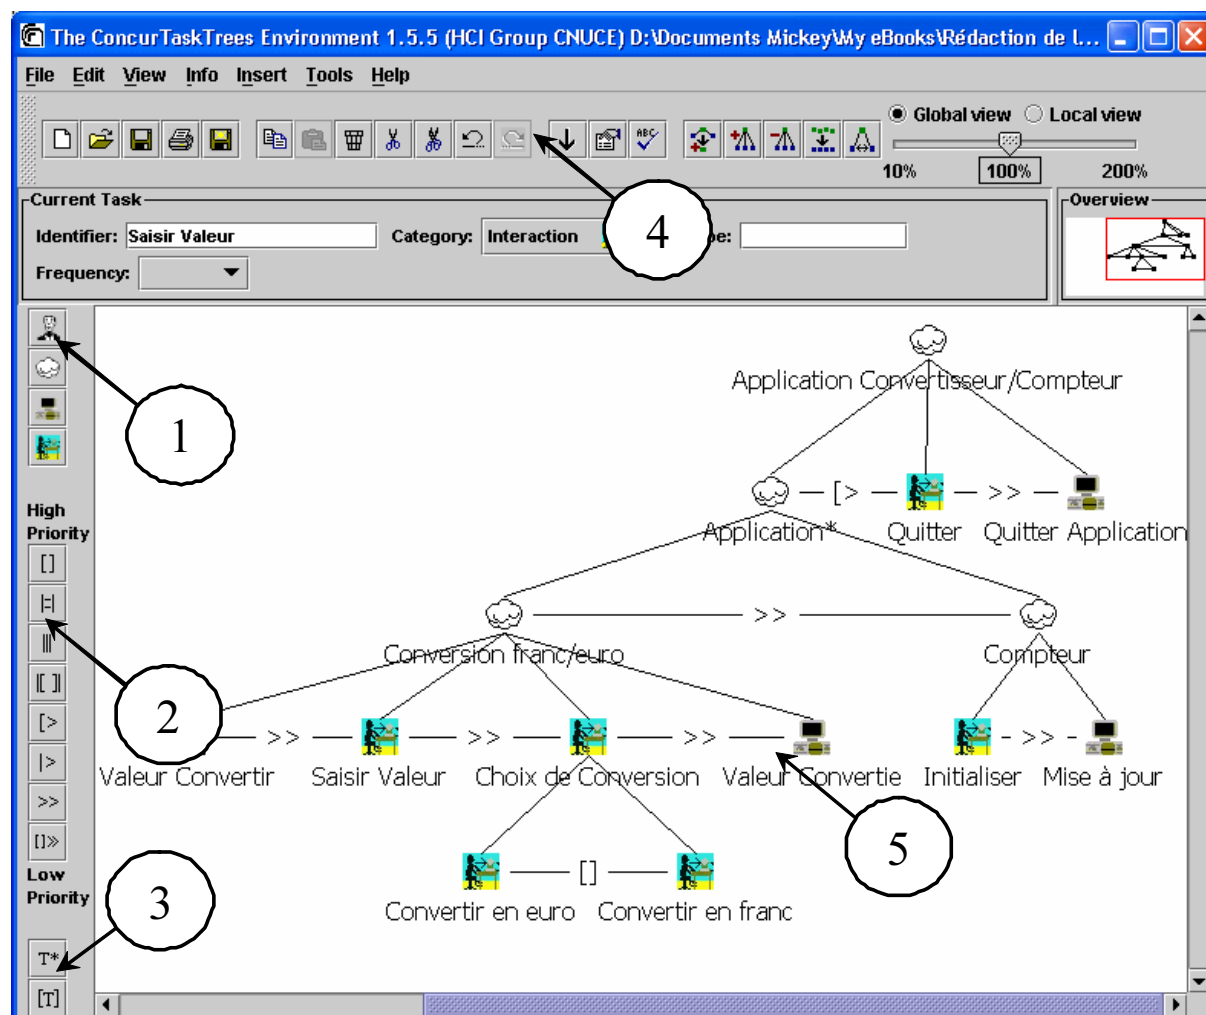 The ConcurTaskTrees Environment 1.5.5 (HCI Group CNUCE) D:\Documents Mickey\My eBooks\Rédaction de l...
File Edit View Info Insert Tools Help
ABC
Global view Local view
10% 100% 200%
4
Current Task
Overview
Identifier: Saisir Valeur Category: Interaction
Frequency:
1
Application Convertisseur/Compteur
High
Priority
[> >>
Application* Quitter Quitter Application
[]
|=|
|||
|[ ]|
[>
|>
>>
[]>>
Low
Priority
T*
[T]
2
3
>>
Conversion franc/euro Compteur
>> >> >> >>
Valeur Convertir Saisir Valeur Choix de Conversion Valeur Convertie Initialiser Mise à jour
5
[]
Convertir en euro Convertir en franc